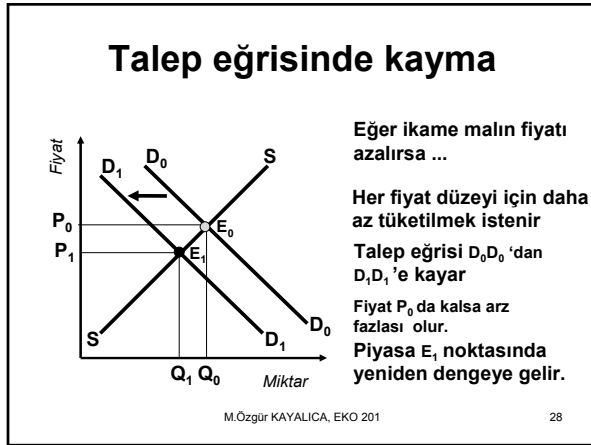 Talep eğrisinde kayma
Fiyat
D₁
D₀
S
P₀
E₀
P₁
E₁
S
D₁
D₀
Q₁ Q₀
Miktar
Eğer ikame malın fiyatı
azalırsa ...
Her fiyat düzeyi için daha
az tüketilmek istenir
Talep eğrisi D₀D₀ ‘dan
D₁D₁ ’e kayar
Fiyat P₀ da kalsa arz
fazlası olur.
Piyasa E₁ noktasında
yeniden dengeye gelir.
M.Özgür KAYALICA, EKO 201
28